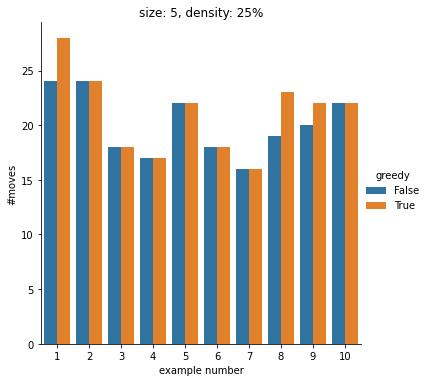 size: 5, density: 25%
#moves
25
20
15
10
5
0
1 2 3 4 5 6 7 8 9 10
example number
greedy
False
True